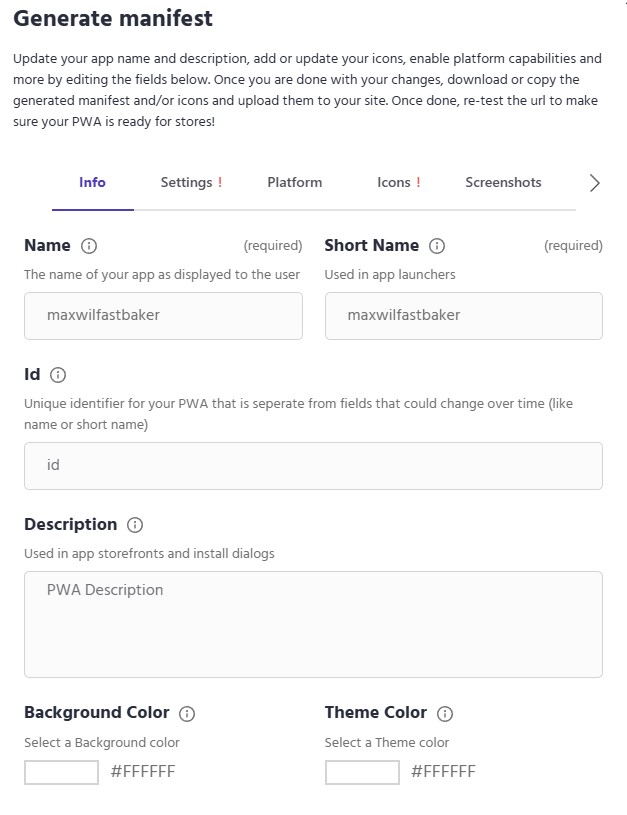 Generate manifest
Update your app name and description, add or update your icons, enable platform capabilities and
more by editing the fields below. Once you are done with your changes, download or copy the
generated manifest and/or icons and upload them to your site. Once done, re-test the url to make
sure your PWA is ready for stores!
Info Settings ! Platform Icons ! Screenshots
Name (required) Short Name (required)
The name of your app as displayed to the user Used in app launchers
maxwilfastbaker maxwilfastbaker
Id
Unique identifier for your PWA that is seperate from fields that could change over time (like
name or short name)
id
Description
Used in app storefronts and install dialogs
PWA Description
Background Color Theme Color
Select a Background color Select a Theme color
#FFFFFF #FFFFFF